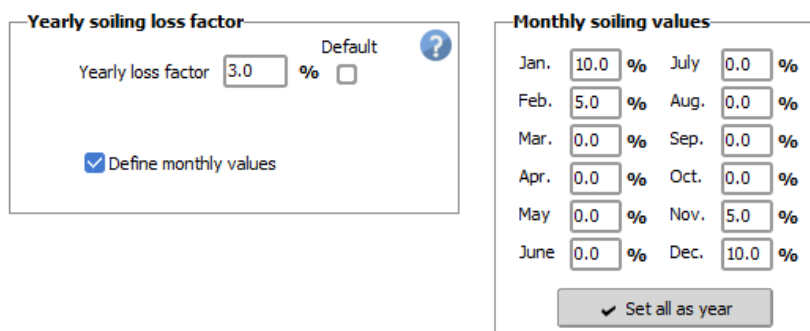 Yearly soiling loss factor
Default
?
Yearly loss factor 3.0 %
Define monthly values
Monthly soiling values
Jan. 10.0 % July 0.0 %
Feb. 5.0 % Aug. 0.0 %
Mar. 0.0 % Sep. 0.0 %
Apr. 0.0 % Oct. 0.0 %
May 0.0 % Nov. 5.0 %
June 0.0 % Dec. 10.0 %
Set all as year